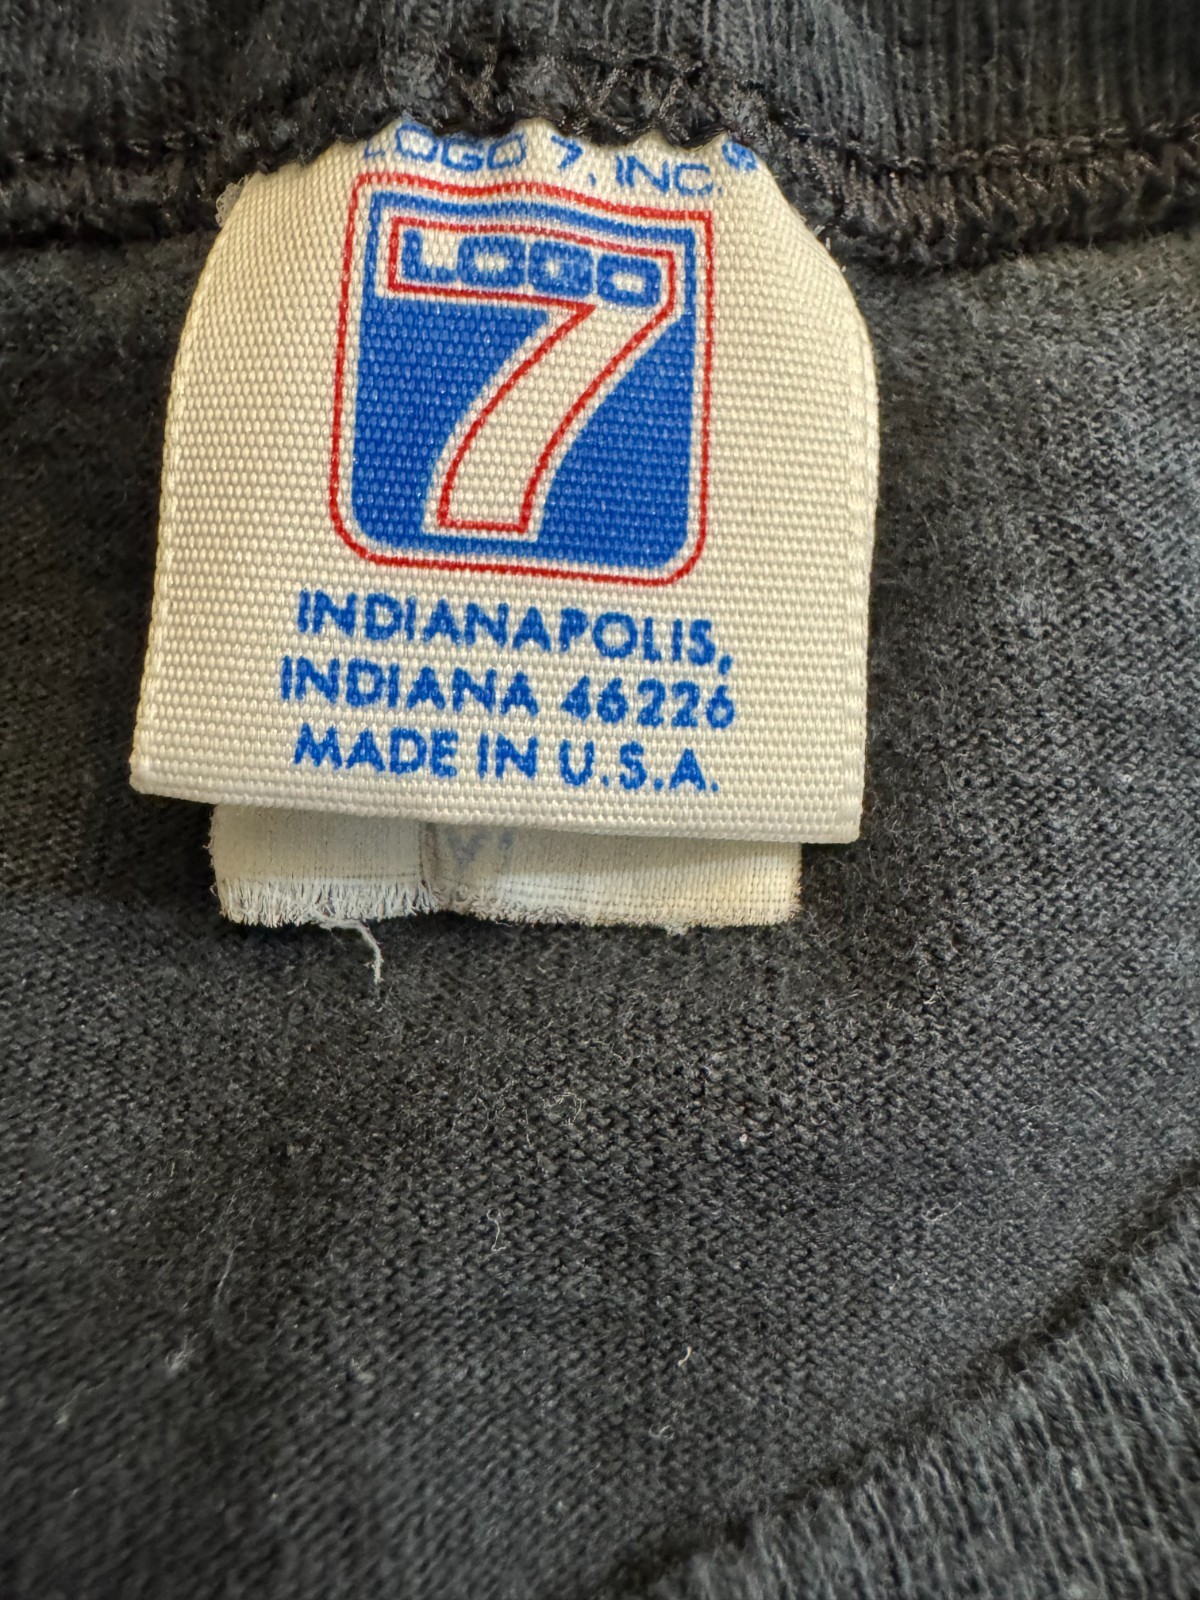 LOGO 7, INC.®
LOGO
7
INDIANAPOLIS,
INDIANA 46226
MADE IN U.S.A.